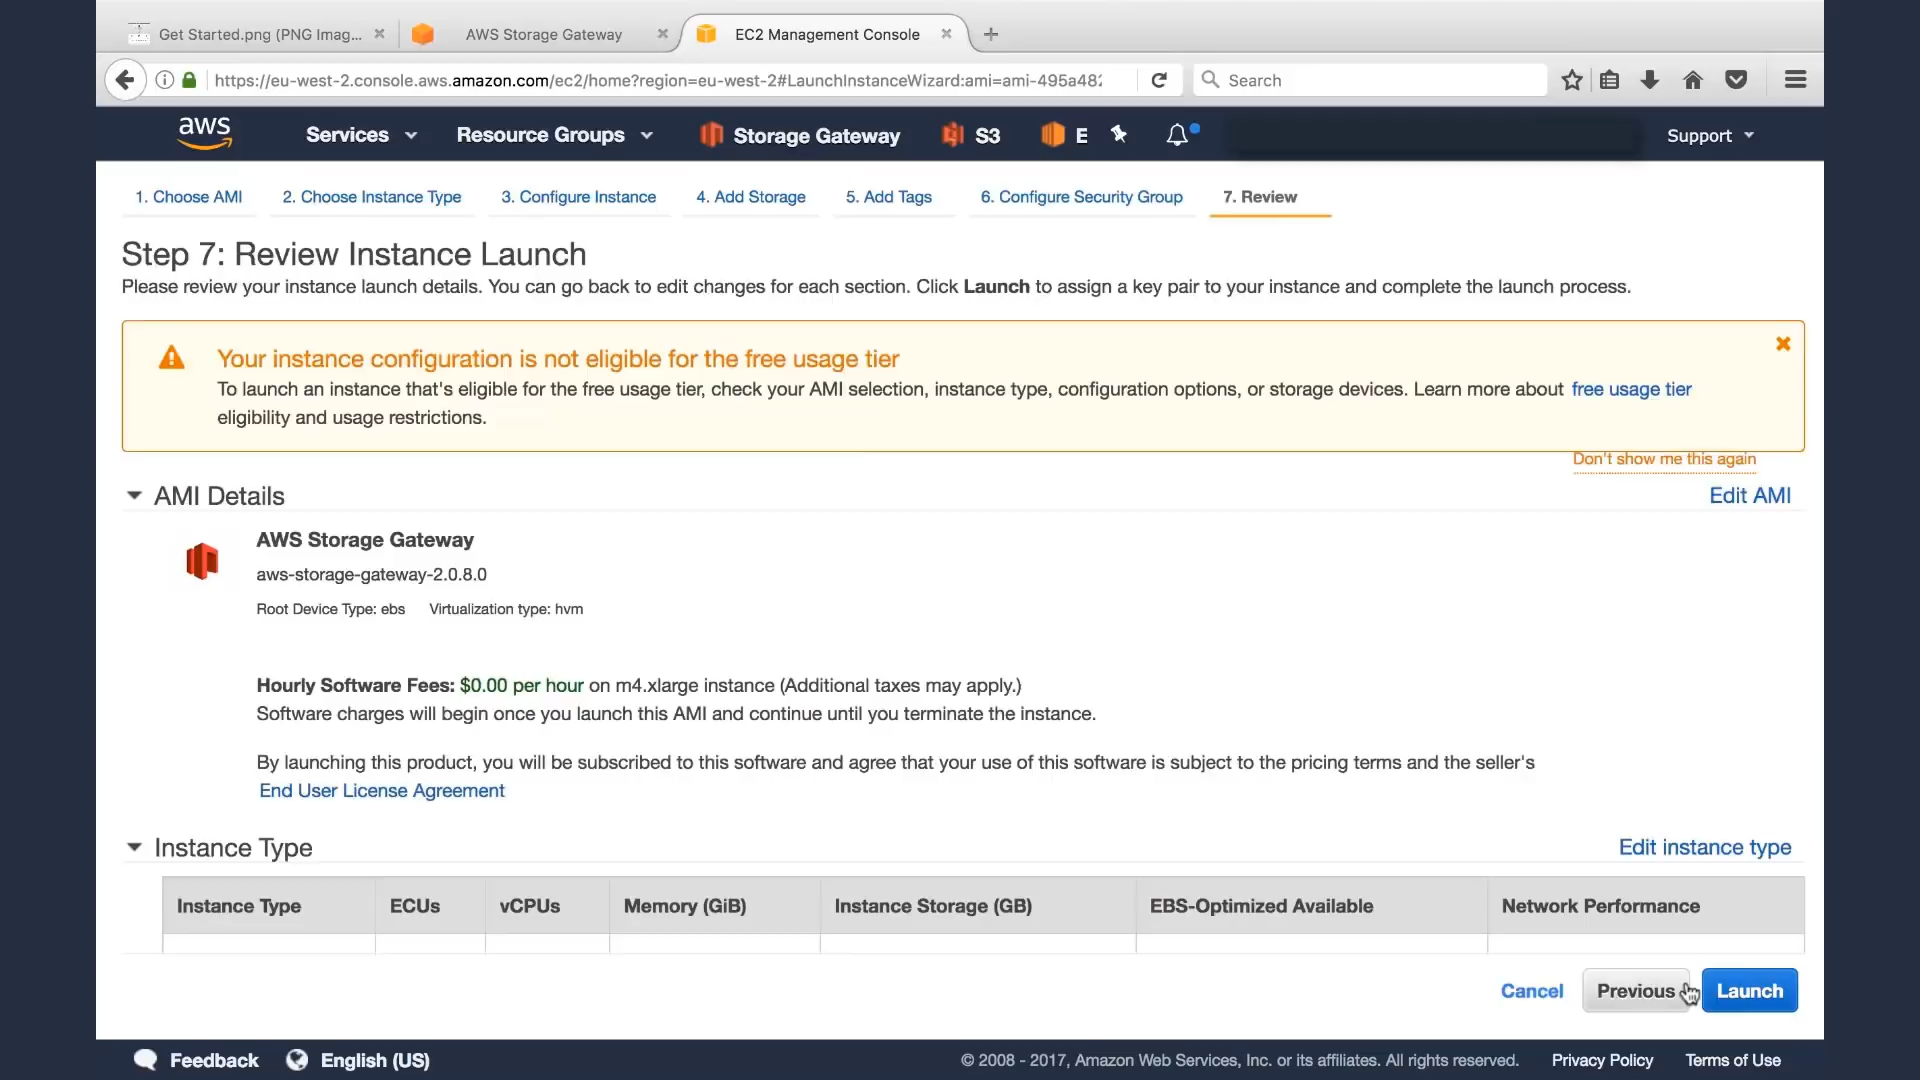 Get Started.png (PNG Imag...
AWS Storage Gateway
EC2 Management Console
https://eu-west-2.console.aws.amazon.com/ec2/home?region=eu-west-2#LaunchInstanceWizard:ami=ami-495a482
Search
aws
Services
Resource Groups
Storage Gateway
S3
E
Support
1. Choose AMI
2. Choose Instance Type
3. Configure Instance
4. Add Storage
5. Add Tags
6. Configure Security Group
7. Review
Step 7: Review Instance Launch
Please review your instance launch details. You can go back to edit changes for each section. Click Launch to assign a key pair to your instance and complete the launch process.
Your instance configuration is not eligible for the free usage tier
To launch an instance that's eligible for the free usage tier, check your AMI selection, instance type, configuration options, or storage devices. Learn more about free usage tier
eligibility and usage restrictions.
Don't show me this again
AMI Details
Edit AMI
AWS Storage Gateway
aws-storage-gateway-2.0.8.0
Root Device Type: ebs Virtualization type: hvm
Hourly Software Fees: $0.00 per hour on m4.xlarge instance (Additional taxes may apply.)
Software charges will begin once you launch this AMI and continue until you terminate the instance.
By launching this product, you will be subscribed to this software and agree that your use of this software is subject to the pricing terms and the seller's
End User License Agreement
Instance Type
Edit instance type
Instance Type
ECUs
vCPUs
Memory (GiB)
Instance Storage (GB)
EBS-Optimized Available
Network Performance
Cancel
Previous
Launch
Feedback
English (US)
© 2008 - 2017, Amazon Web Services, Inc. or its affiliates. All rights reserved.
Privacy Policy
Terms of Use